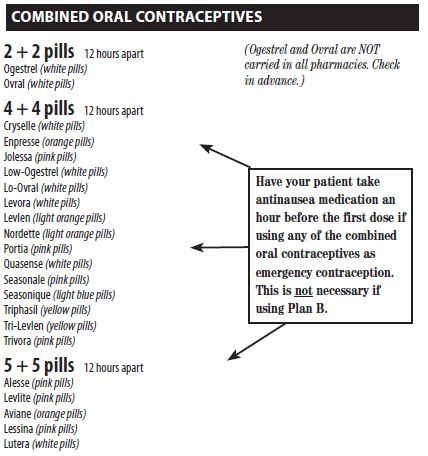 COMBINED ORAL CONTRACEPTIVES
2 + 2 pills 12 hours apart
Ogestrel (white pills)
Ovral (white pills)
(Ogestrel and Ovral are NOT
carried in all pharmacies. Check
in advance.)
4 + 4 pills 12 hours apart
Cryselle (white pills)
Enpresse (orange pills)
Jolessa (pink pills)
Low-Ogestrel (white pills)
Lo-Ovral (white pills)
Levora (white pills)
Levlen (light orange pills)
Nordette (light orange pills)
Portia (pink pills)
Quasense (white pills)
Seasonale (pink pills)
Seasonique (light blue pills)
Triphasil (yellow pills)
Tri-Levlen (yellow pills)
Trivora (pink pills)
Have your patient take
antinausea medication an
hour before the first dose if
using any of the combined
oral contraceptives as
emergency contraception.
This is not necessary if
using Plan B.
5 + 5 pills 12 hours apart
Alesse (pink pills)
Levlite (pink pills)
Aviane (orange pills)
Lessina (pink pills)
Lutera (white pills)